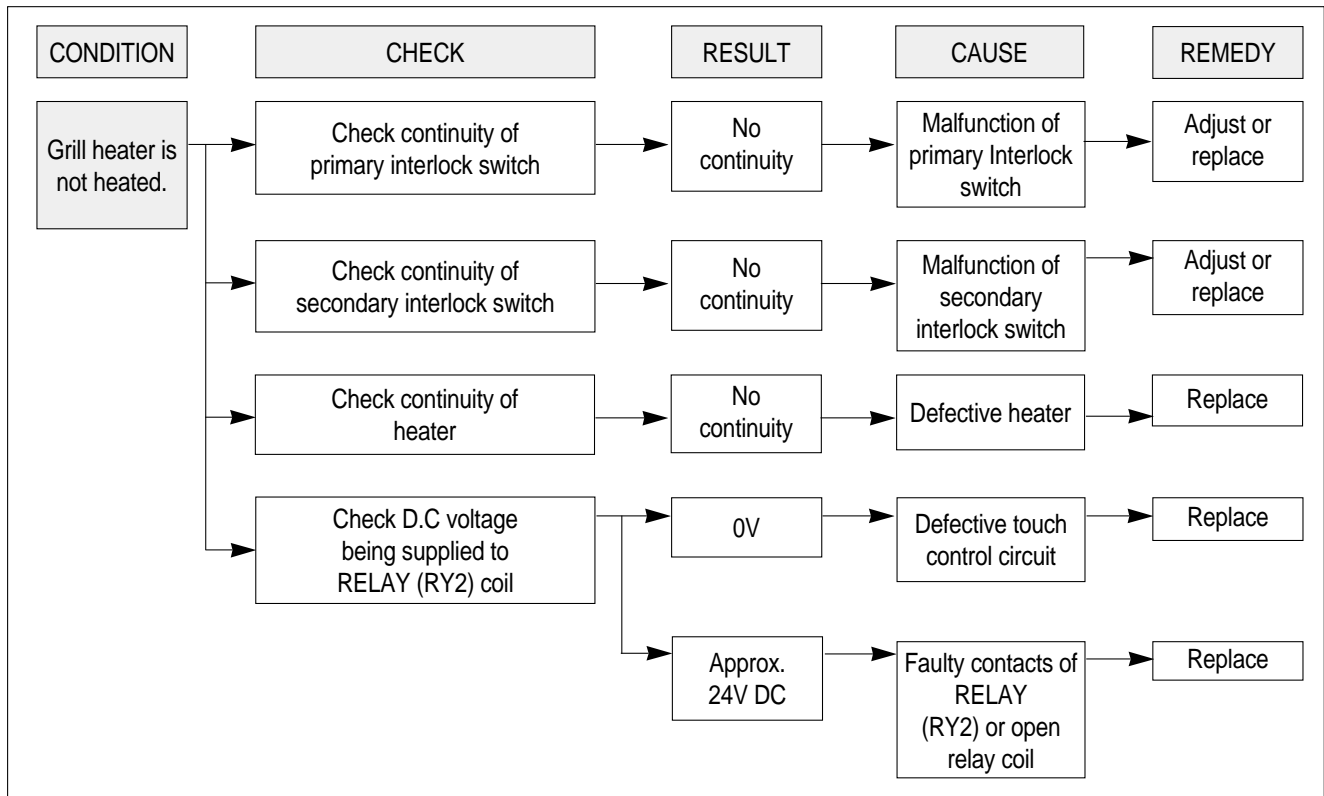 CONDITION
CHECK
RESULT
CAUSE
REMEDY
Grill heater is
not heated.
Check continuity of
primary interlock switch
No
continuity
Malfunction of
primary Interlock
switch
Adjust or
replace
Check continuity of
secondary interlock switch
No
continuity
Malfunction of
secondary
interlock switch
Adjust or
replace
Check continuity of
heater
No
continuity
Defective heater
Replace
Check D.C voltage
being supplied to
RELAY (RY2) coil
0V
Defective touch
control circuit
Replace
Approx.
24V DC
Faulty contacts of
RELAY
(RY2) or open
relay coil
Replace